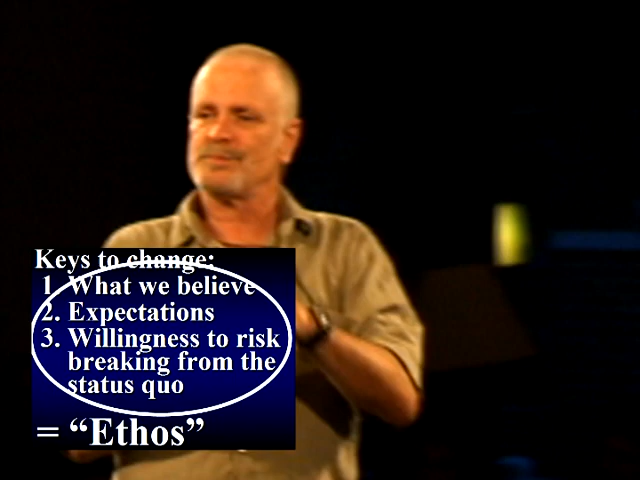 Keys to change:
1. What we believe
2. Expectations
3. Willingness to risk
breaking from the
status quo
= “Ethos”